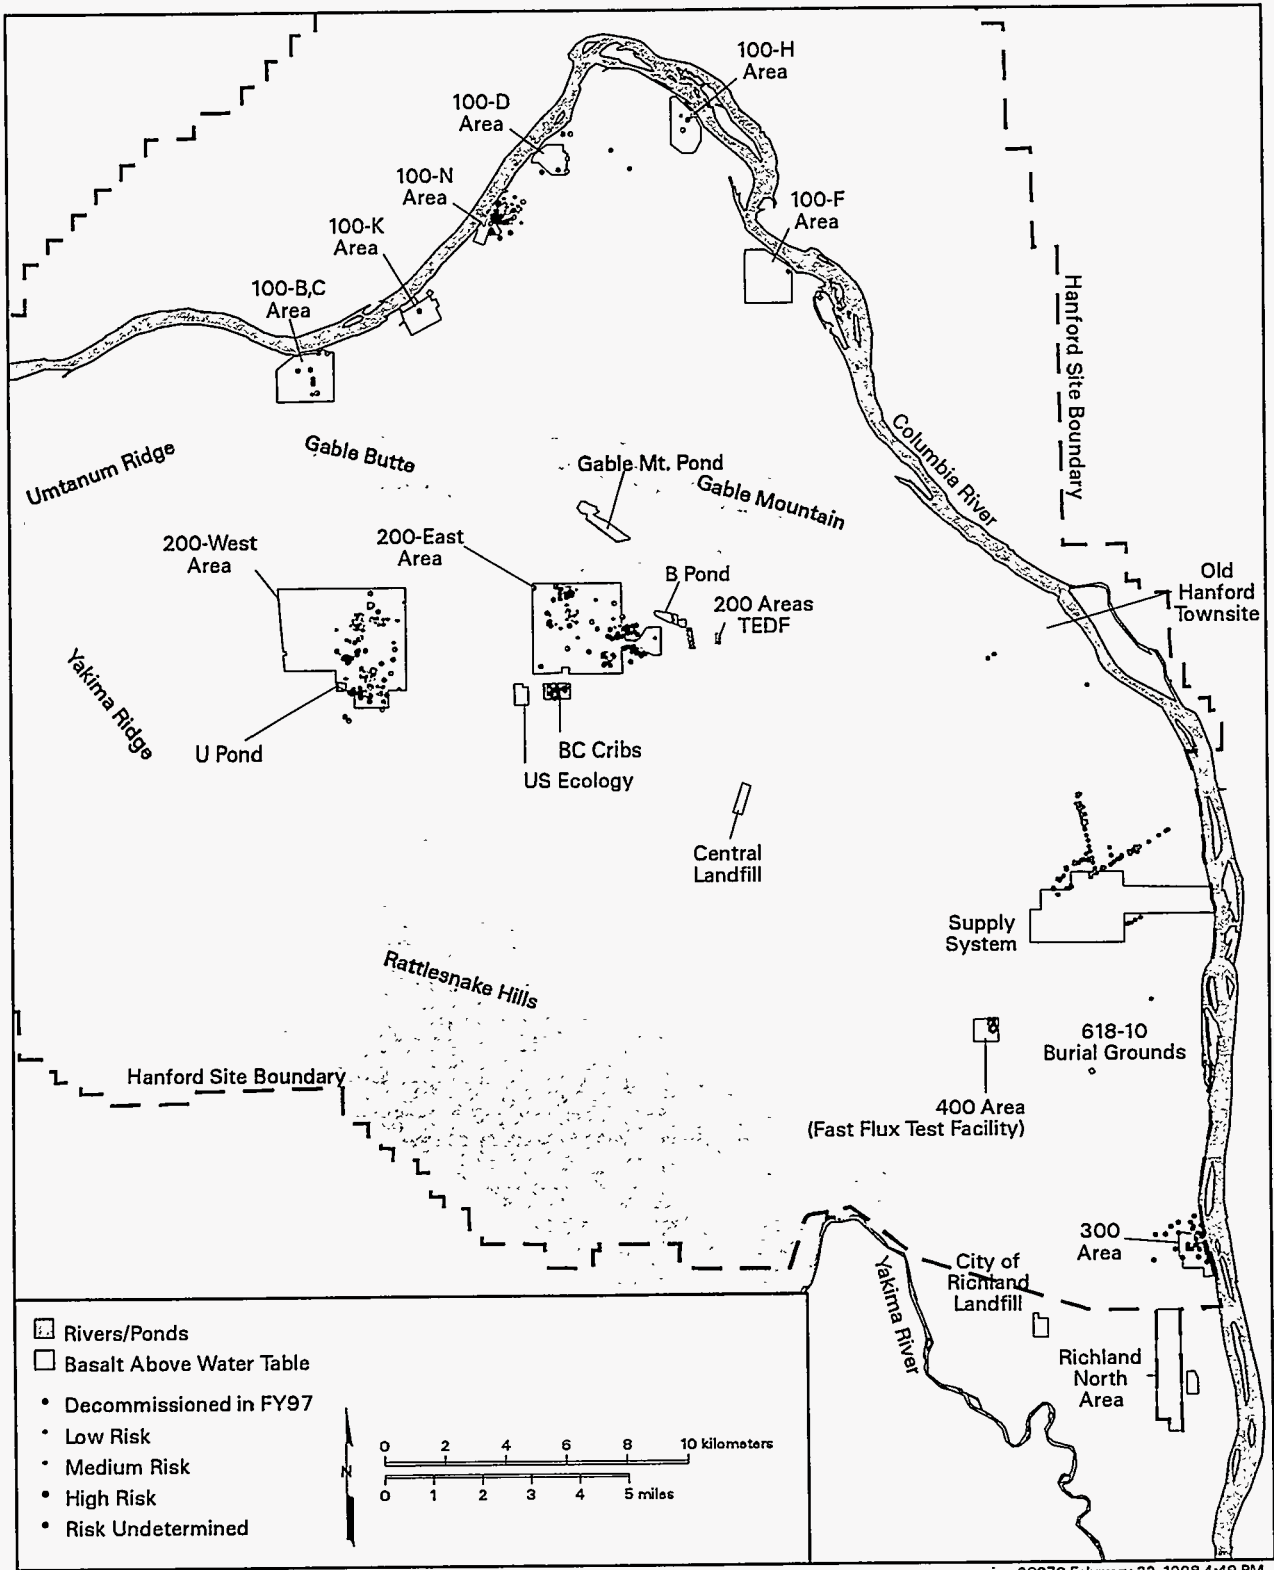 100-H
Area
100-D
Area
100-N
Area
100-F
Area
100-K
Area
100-B,C
Area
Hanford Site Boundary
Columbia River
Umtanum Ridge
Gable Butte
Gable Mt. Pond
Gable Mountain
200-West
Area
200-East
Area
B Pond
200 Areas
TEDF
Old
Hanford
Townsite
Yakima Ridge
U Pond
BC Cribs
US Ecology
Central
Landfill
Supply
System
Rattlesnake Hills
618-10
Burial Grounds
Hanford Site Boundary
400 Area
(Fast Flux Test Facility)
300
Area
City of
Richland
Landfill
Yakima River
Richland
North
Area
Rivers/Ponds
Basalt Above Water Table
Decommissioned in FY97
Low Risk
Medium Risk
High Risk
Risk Undetermined
N
0 2 4 6 8 10 kilometers
0 1 2 3 4 5 miles
February 1998 4:49 PM